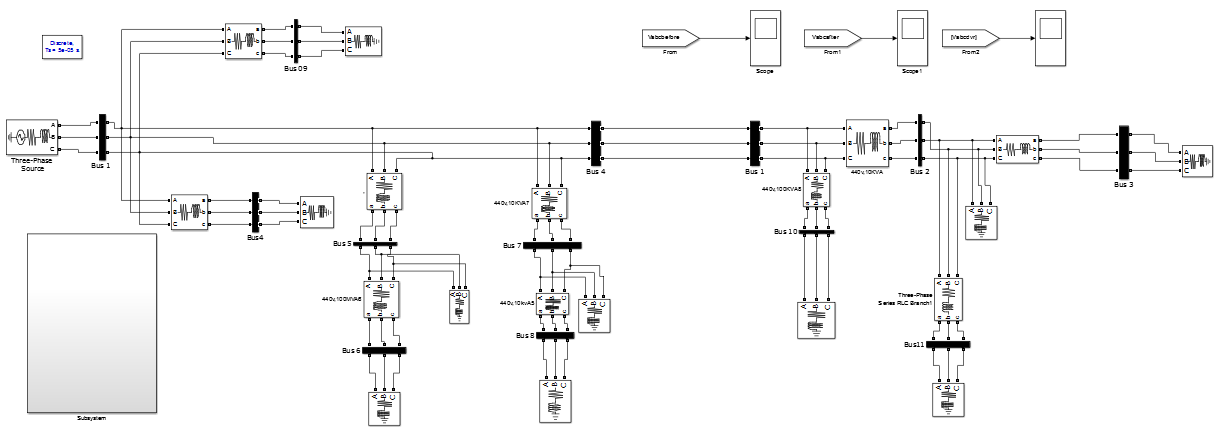 Discrete,
Ts = 5e-05 s.
Bus 09
Vabcbefore
From
Scope
Vabcafter
From1
Scope1
[Vabcdvr]
From2
Three-Phase
Source
Bus 1
Bus 4
Bus 1
440v,10KVA
Bus 2
Bus 3
Bus4
440v,10KVA7
440v,100KVA8
Bus 5
Bus 7
Bus 10
440v,100MVA6
440v,10kvA5
Three-Phase
Series RLC Branch1
Bus 6
Bus 8
Bus11
Subsystem